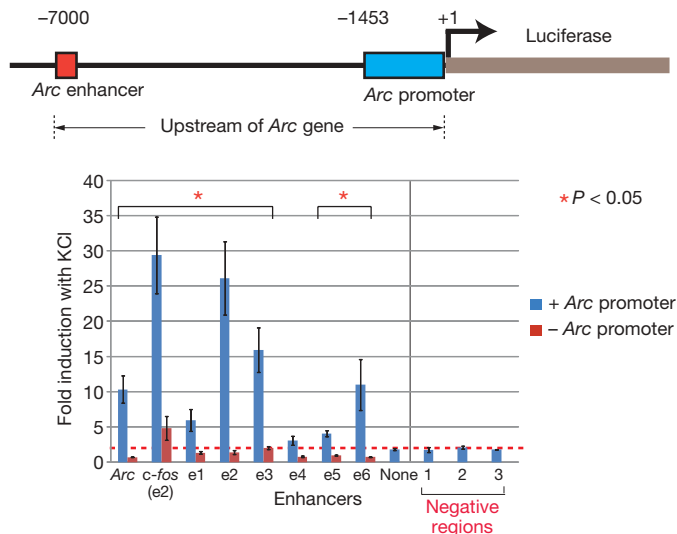 −7000 −1453 +1
Luciferase
Arc enhancer Arc promoter
Upstream of Arc gene
Fold induction with KCl
40
35
30
25
20
15
10
5
0
* *
* P < 0.05
+ Arc promoter
− Arc promoter
Arc c-fos e1 e2 e3 e4 e5 e6 None 1 2 3
(e2)
Enhancers
Negative
regions